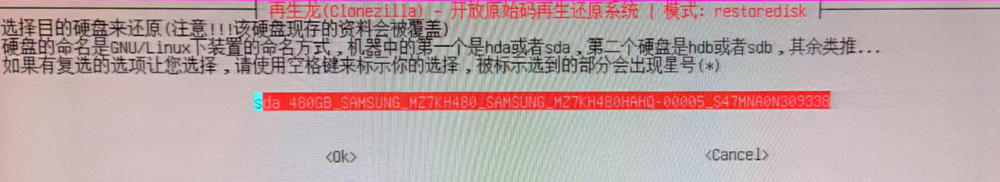 再生龙(Clonezilla) - 开放原始码再生还原系统 | 模式: restoredisk
选择目的硬盘来还原(注意!!!该硬盘现存的资料会被覆盖)
硬盘的命名是GNU/Linux下装置的命名方式,机器中的第一个是hda或者sda,第二个硬盘是hdb或者sdb,其余类推...
如果有复选的选项让您选择,请使用空格键来标示你的选择,被标示选到的部分会出现星号(*)
sda 480GB_SAMSUNG_MZ7KH480_SAMSUNG_MZ7KH480HAHQ-00005_S47MNA0N309338
<Ok> <Cancel>